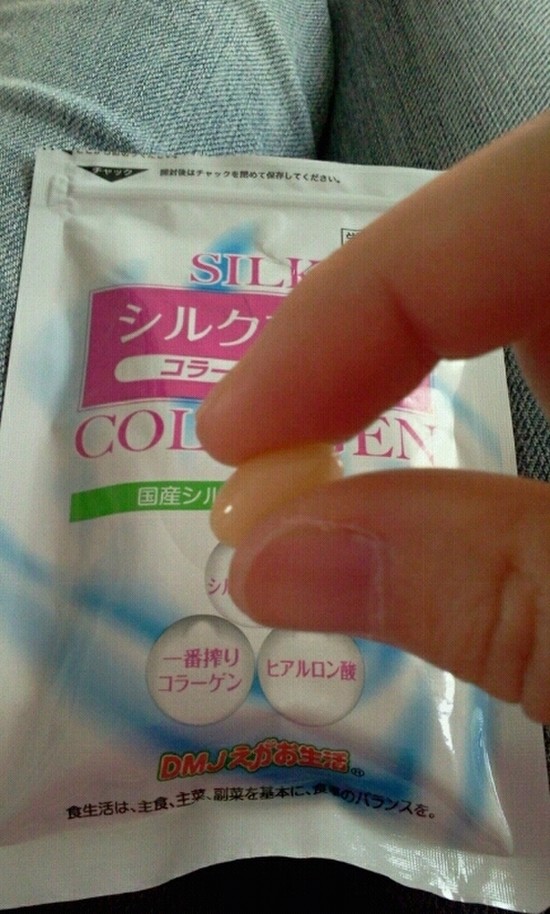 チャック
開封後はチャックを閉めて保存してください。
SILK
シルク
コラー
COL EN
国産シル
シル
一番搾り
コラーゲン
ヒアルロン酸
DMJえがお生活®
食生活は、主食、主菜、副菜を基本に、食事のバランスを。